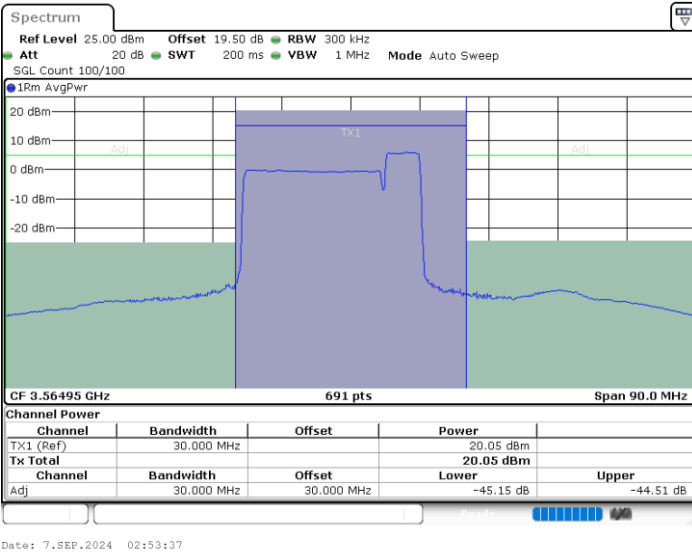 Spectrum
Ref Level 25.00 dBm Offset 19.50 dB RBW 300 kHz
Att 20 dB SWT 200 ms VBW 1 MHz Mode Auto Sweep
SGL Count 100/100
1Rm AvgPwr
20 dBm
TX1
10 dBm
Adj Adj
0 dBm
-10 dBm
-20 dBm
CF 3.56495 GHz 691 pts Span 90.0 MHz
Channel Power
Channel Bandwidth Offset Power
TX1 (Ref) 30.000 MHz 20.05 dBm
Tx Total 20.05 dBm
Channel Bandwidth Offset Lower Upper
Adj 30.000 MHz 30.000 MHz -45.15 dB -44.51 dB
Ready
Date: 7.SEP.2024 02:53:37